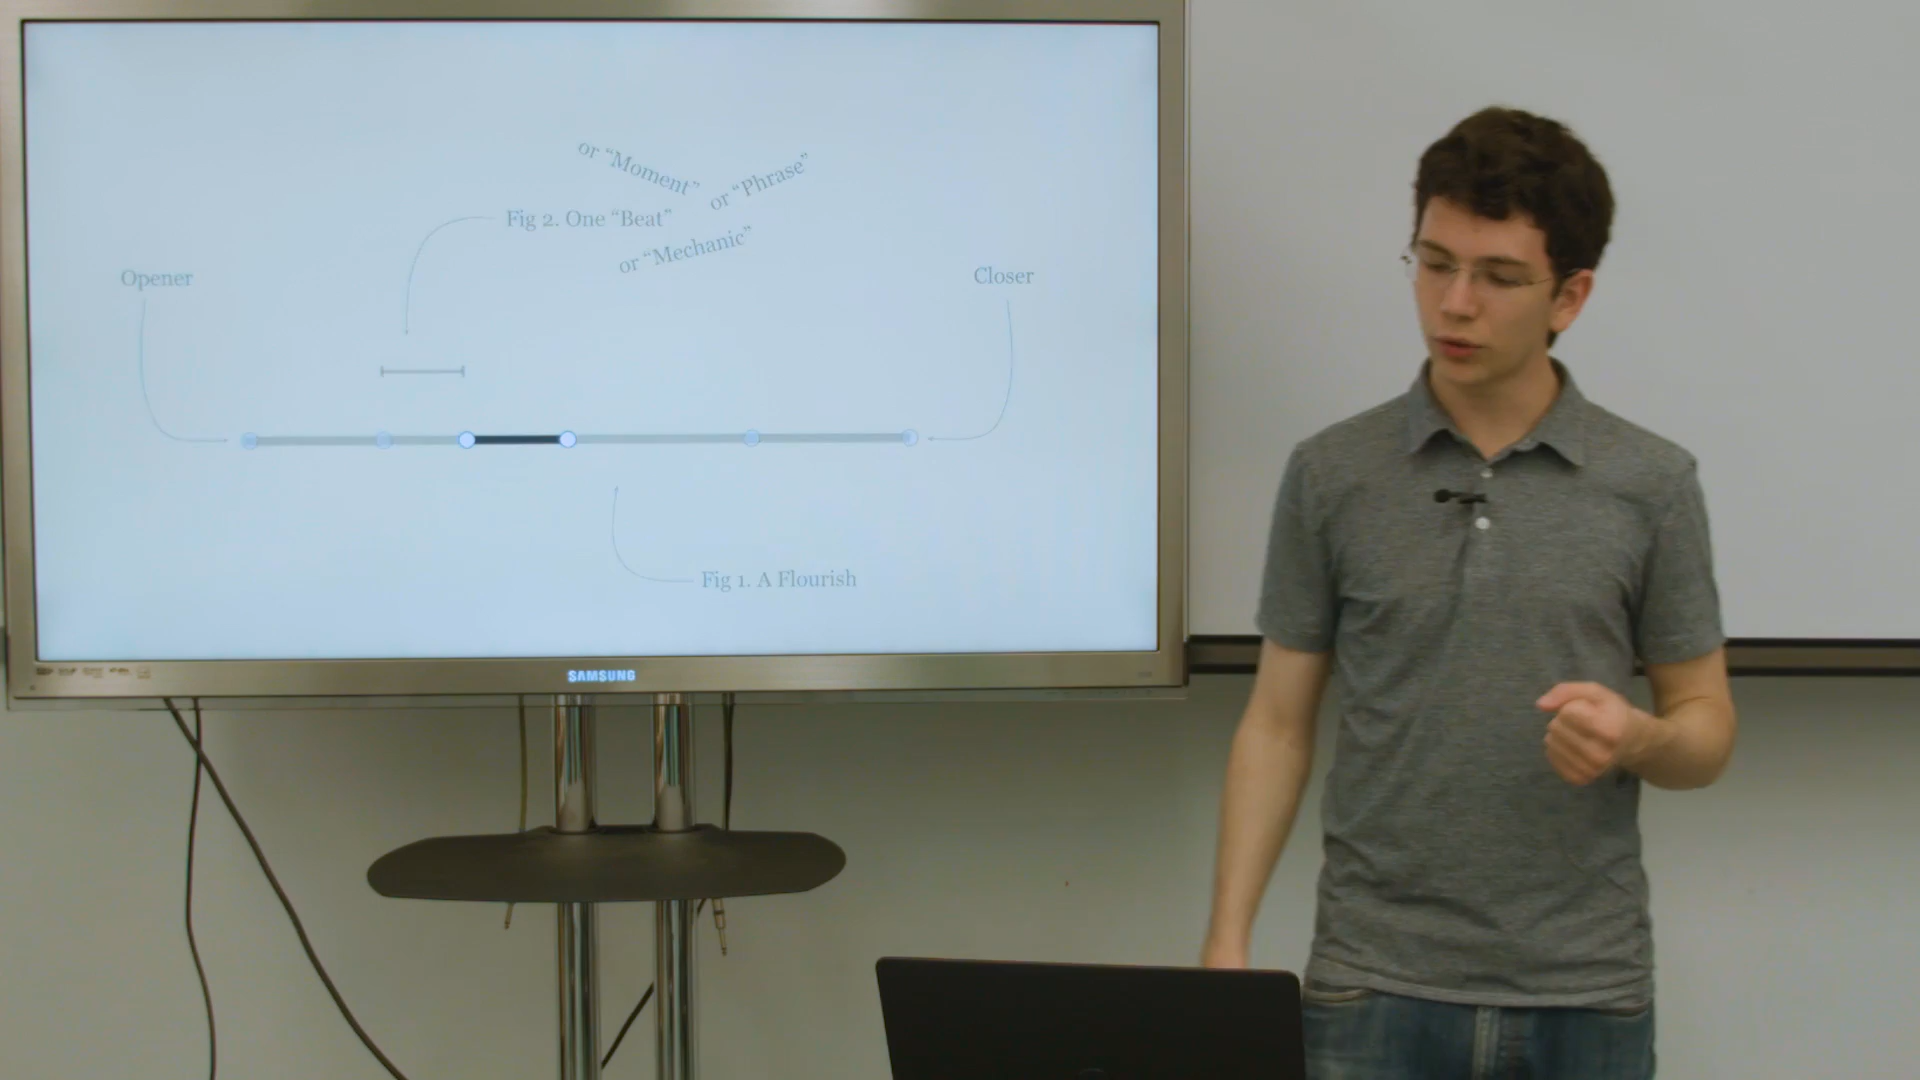 or “Moment”
or “Phrase”
Fig 2. One “Beat”
or “Mechanic”
Opener
Closer
Fig 1. A Flourish
SAMSUNG